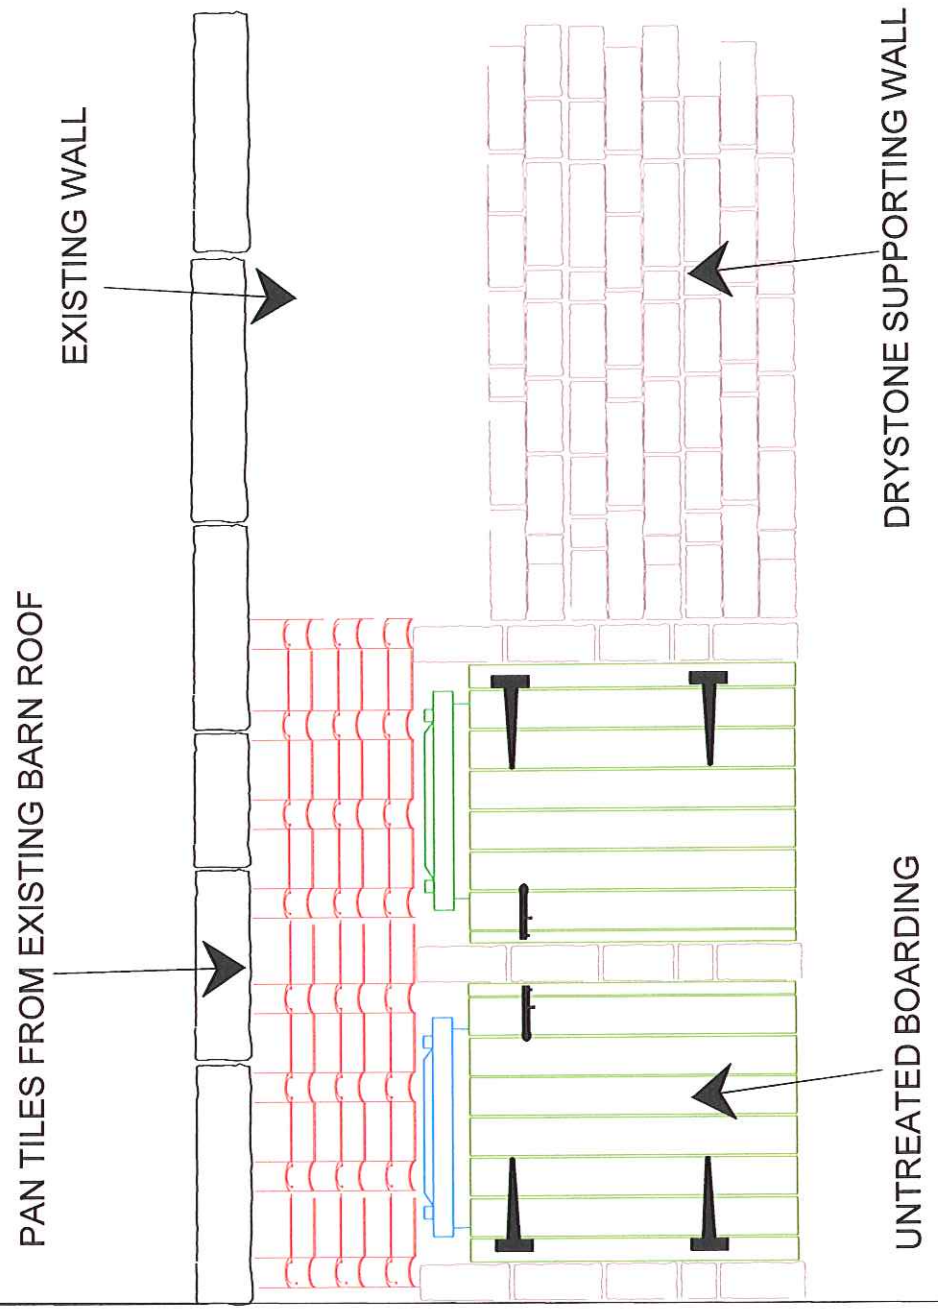 PAN TILES FROM EXISTING BARN ROOF
EXISTING WALL
UNTREATED BOARDING
DRYSTONE SUPPORTING WALL